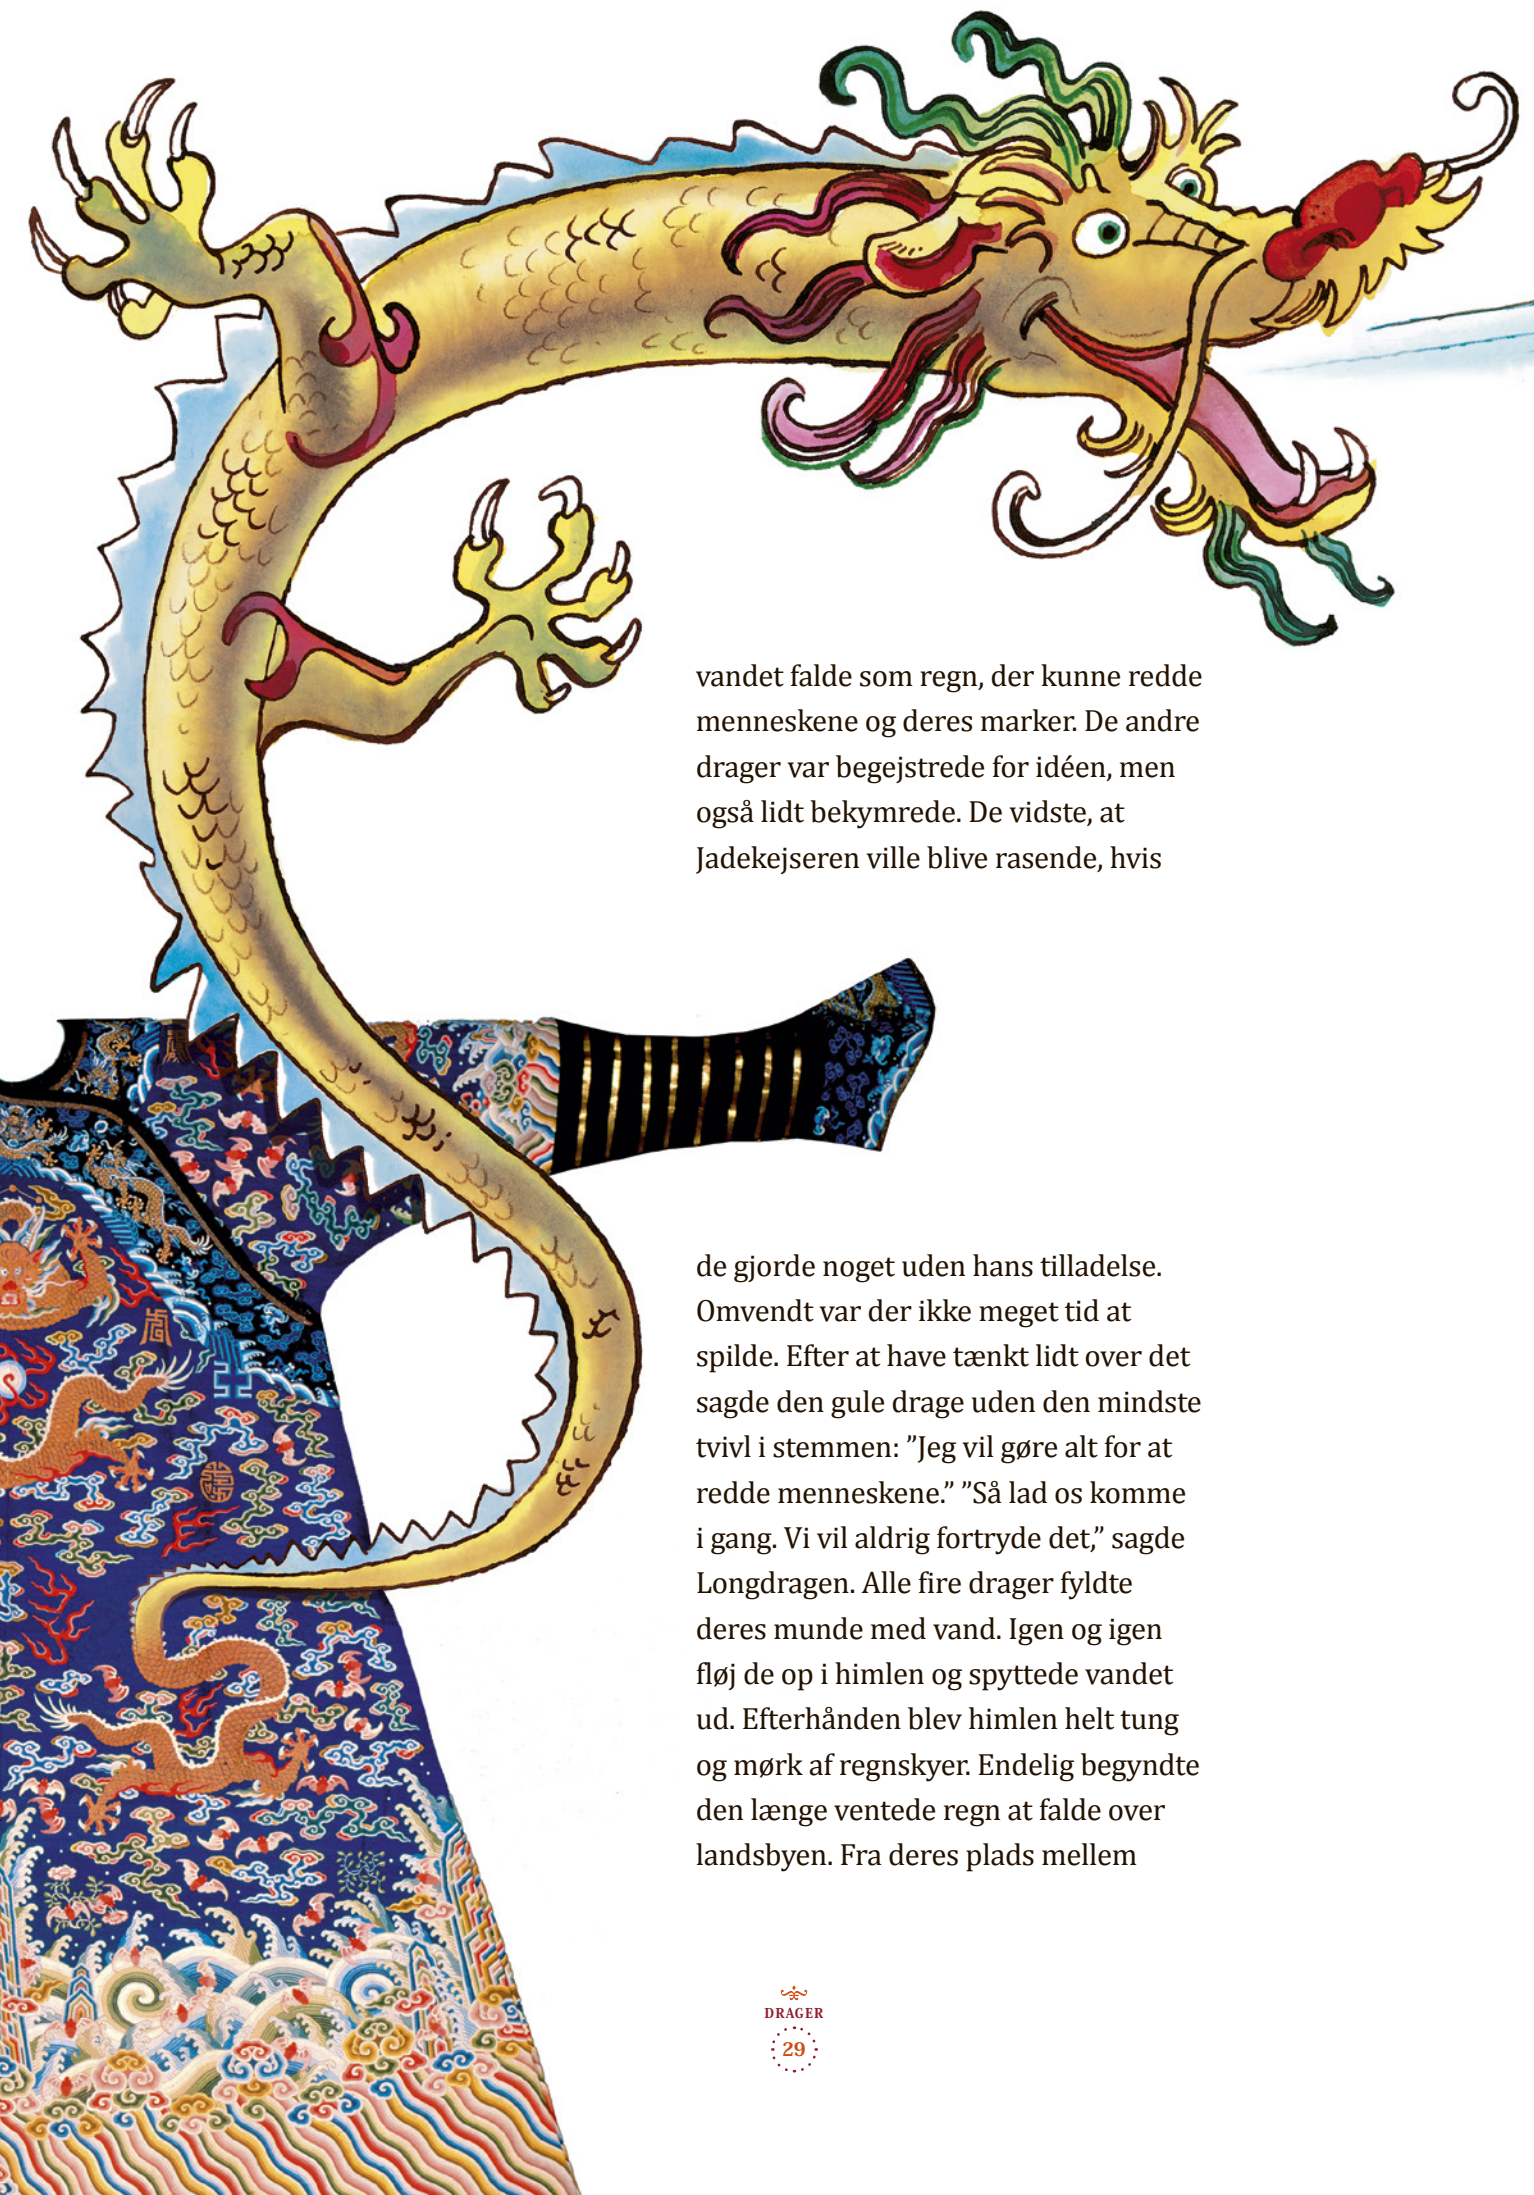 vandet falde som regn, der kunne redde
menneskene og deres marker. De andre
drager var begejstrede for idéen, men
også lidt bekymrede. De vidste, at
Jadekejseren ville blive rasende, hvis
de gjorde noget uden hans tilladelse.
Omvendt var der ikke meget tid at
spilde. Efter at have tænkt lidt over det
sagde den gule drage uden den mindste
tvivl i stemmen: ”Jeg vil gøre alt for at
redde menneskene.” ”Så lad os komme
i gang. Vi vil aldrig fortryde det,” sagde
Longdragen. Alle fire drager fyldte
deres munde med vand. Igen og igen
fløj de op i himlen og spyttede vandet
ud. Efterhånden blev himlen helt tung
og mørk af regnskyer. Endelig begyndte
den længe ventede regn at falde over
landsbyen. Fra deres plads mellem
DRAGER
29